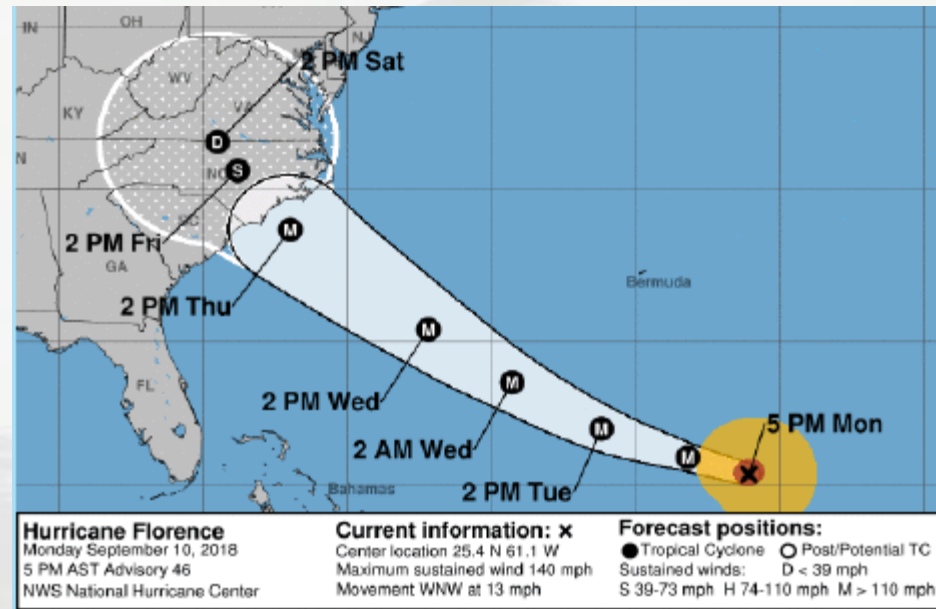 OH
IN
NJ
2 PM Sat
WV
KY
VA
D
S
NC
M
SC
2 PM Fri
GA
Bermuda
2 PM Thu
M
FL
M
2 PM Wed
5 PM Mon
M
2 AM Wed
M
2 PM Tue
Bahamas
Hurricane Florence
Monday September 10, 2018
5 PM AST Advisory 46
NWS National Hurricane Center
Current information: ×
Center location 25.4 N 61.1 W
Maximum sustained wind 140 mph
Movement WNW at 13 mph
Forecast positions:
● Tropical Cyclone ○ Post/Potential TC
Sustained winds: D < 39 mph
S 39-73 mph H 74-110 mph M > 110 mph